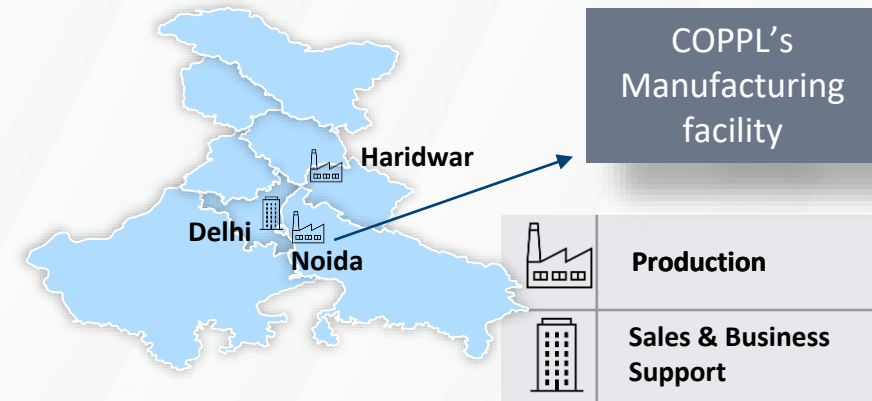 COPPL’s
Manufacturing
facility
Haridwar
Delhi
Noida
Production
Sales & Business
Support